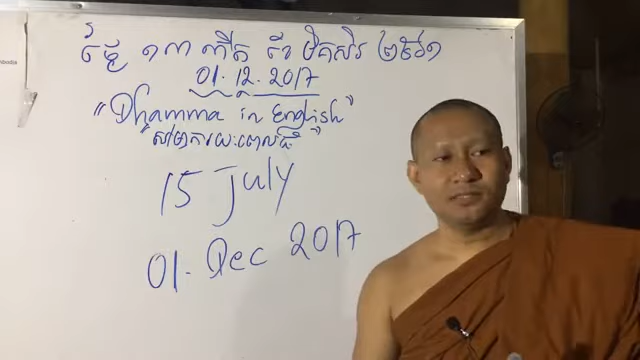 ថ្ងៃ ១៣ កើត ខែ មិគសិរ ២៥៦១
01. 12. 2017
"Dhamma in English"
15 July
01. Dec 2017